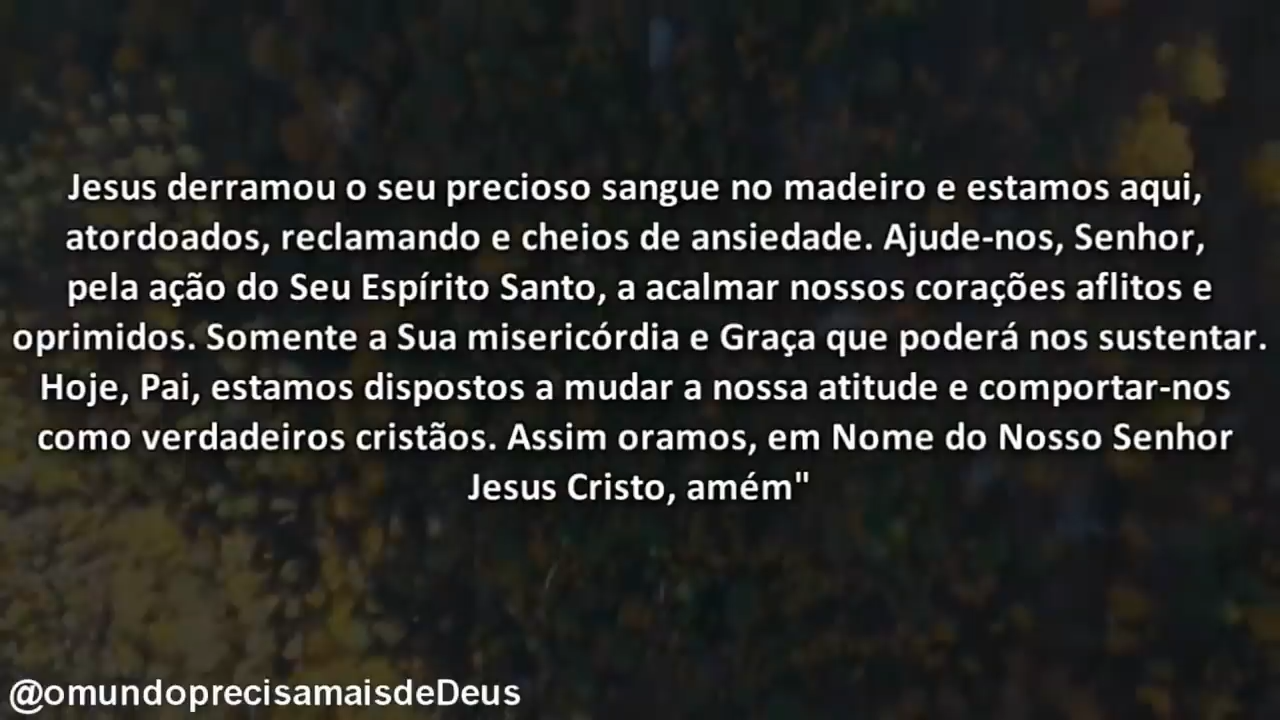 Jesus derramou o seu precioso sangue no madeiro e estamos aqui,
atordoados, reclamando e cheios de ansiedade. Ajude-nos, Senhor,
pela ação do Seu Espírito Santo, a acalmar nossos corações aflitos e
oprimidos. Somente a Sua misericórdia e Graça que poderá nos sustentar.
Hoje, Pai, estamos dispostos a mudar a nossa atitude e comportar-nos
como verdadeiros cristãos. Assim oramos, em Nome do Nosso Senhor
Jesus Cristo, amém"
@omundoprecisamaisdeDeus